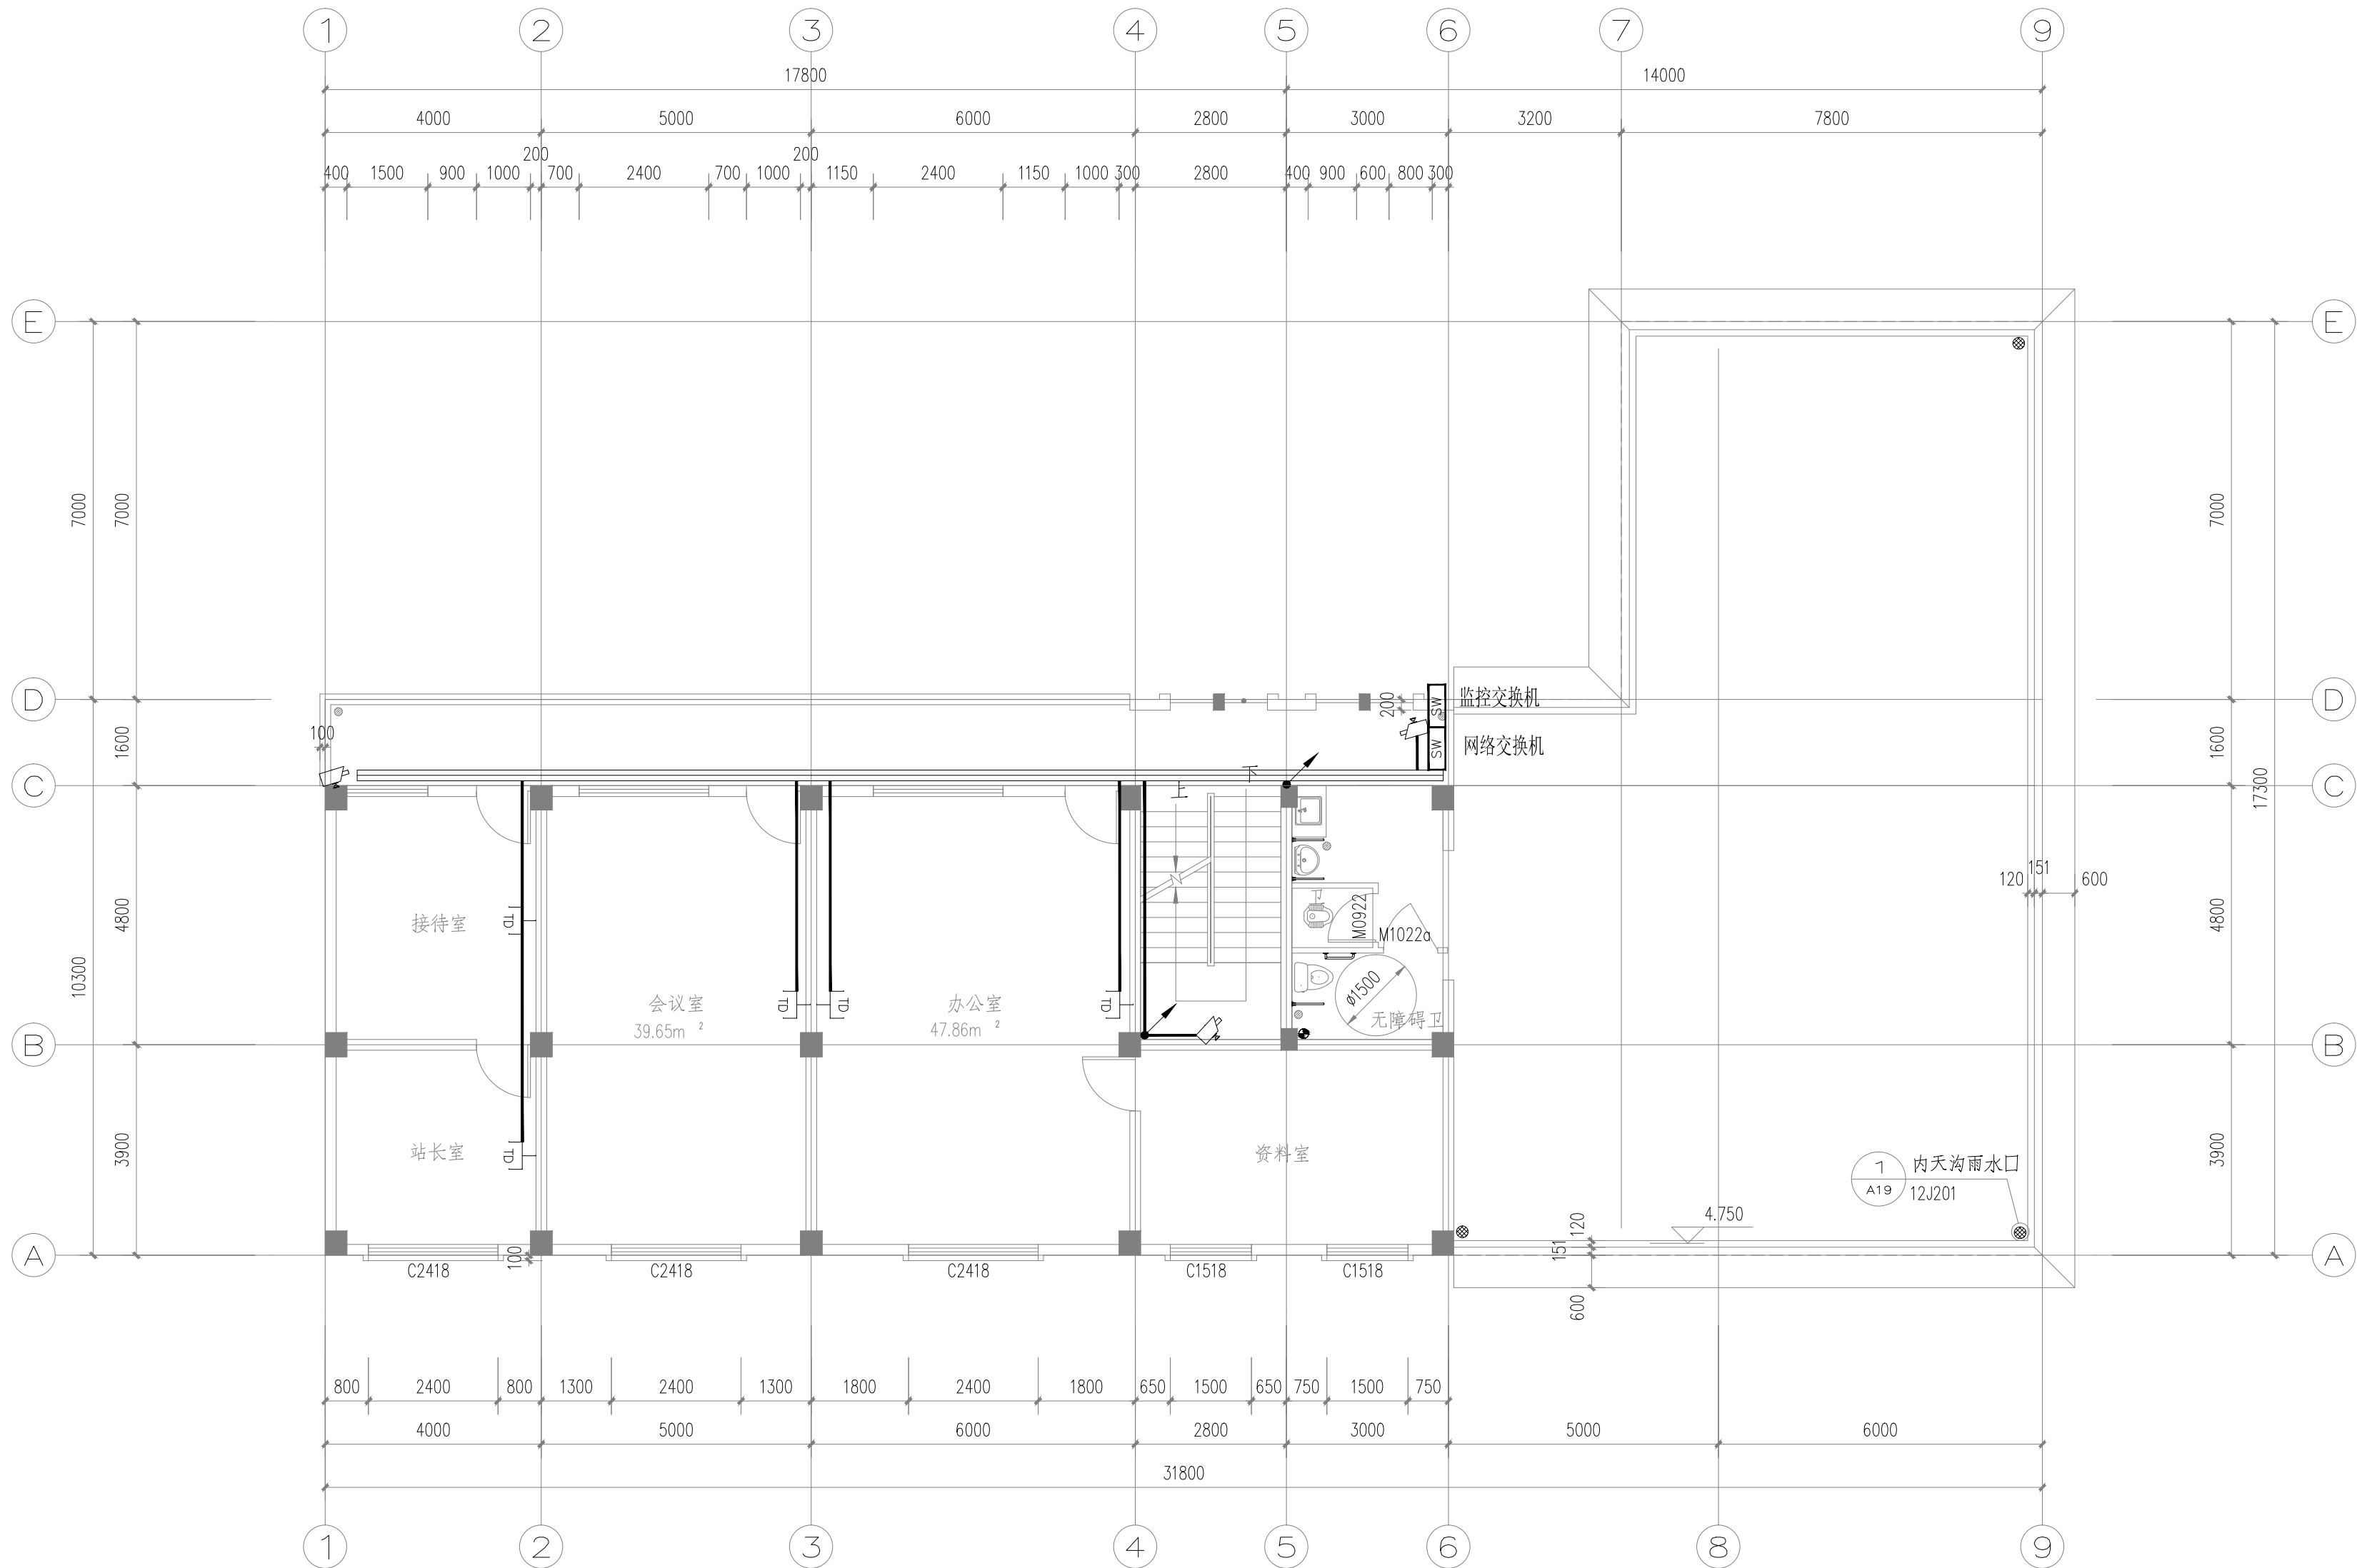 1 2 3 4 5 6 7 9
17800 14000
4000 5000 6000 2800 3000 3200 7800
200 200
400 1500 900 1000 700 2400 700 1000 1150 2400 1150 1000 300 2800 400 900 600 800 300
E E
7000 7000 7000
D D
200 SW 监控交换机
100 1600 SW 网络交换机 1600
下
上
C C
17300
M0922 M1022a
151
120 600
接待室 TD
4800 4800
10300
会议室 TD TD 办公室 TD
39.65m 2 47.86m 2
ø1500
无障碍卫
B B
3900 3900
站长室 TD 资料室
1 内天沟雨水口
A19 12J201
4.750
120
151
A A
100
C2418 C2418 C2418 C1518 C1518
600
800 2400 800 1300 2400 1300 1800 2400 1800 650 1500 650 750 1500 750
4000 5000 6000 2800 3000 5000 6000
31800
1 2 3 4 5 6 8 9